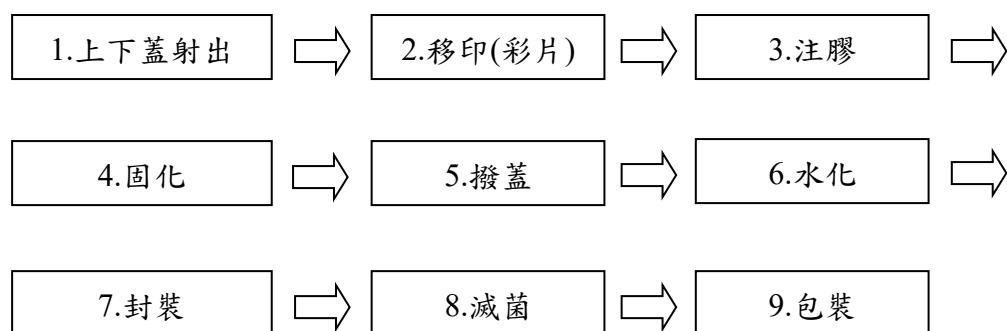 1.上下蓋射出
2.移印(彩片)
3.注膠
4.固化
5.撥蓋
6.水化
7.封裝
8.滅菌
9.包裝